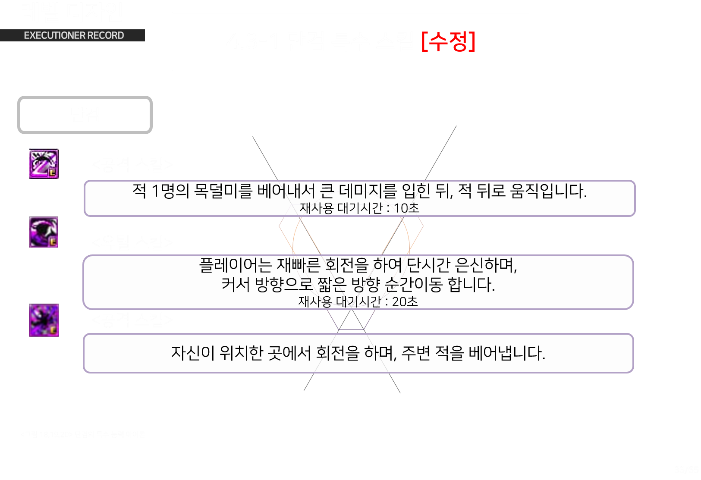 EXECUTIONER RECORD
[수정]
적 1명의 목덜미를 베어내서 큰 데미지를 입힌 뒤, 적 뒤로 움직입니다.
재사용 대기시간 : 10초
플레이어는 재빠른 회전을 하여 단시간 은신하며,
커서 방향으로 짧은 방향 순간이동 합니다.
재사용 대기시간 : 20초
자신이 위치한 곳에서 회전을 하며, 주변 적을 베어냅니다.